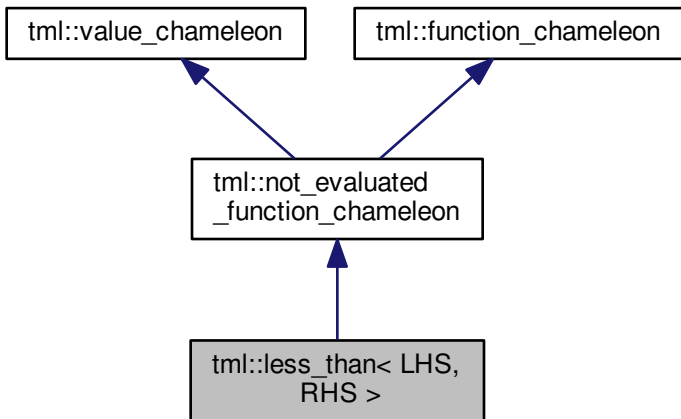 tml::value_chameleon
tml::function_chameleon
tml::not_evaluated
_function_chameleon
tml::less_than< LHS,
RHS >